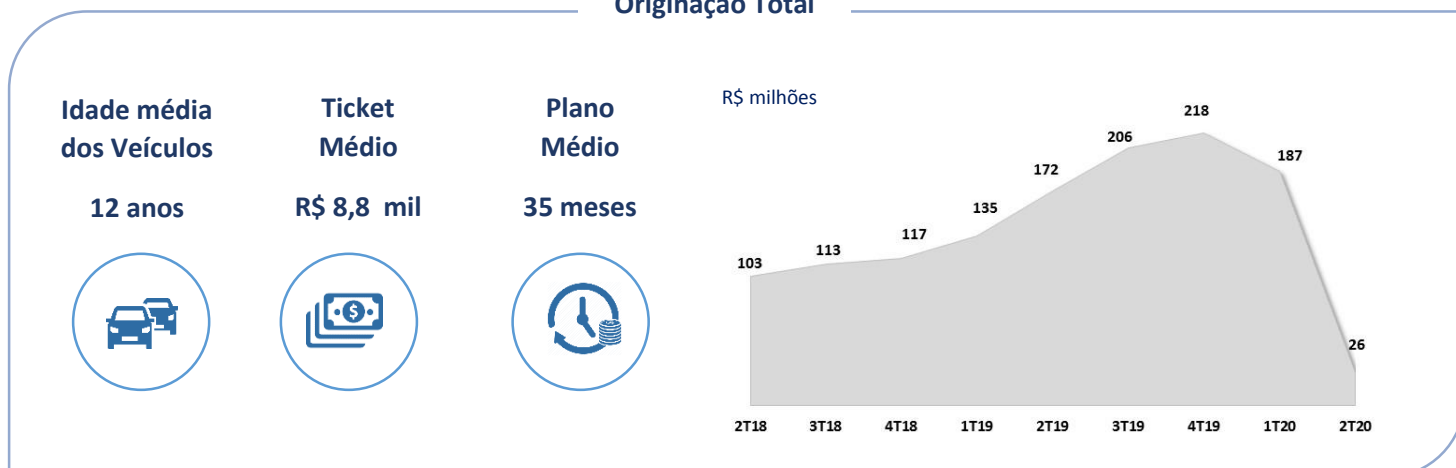 Originação Total
Idade média
dos Veículos
12 anos
Ticket
Médio
R$ 8,8 mil
Plano
Médio
35 meses
R$ milhões
103
113
117
135
172
206
218
187
26
2T18
3T18
4T18
1T19
2T19
3T19
4T19
1T20
2T20